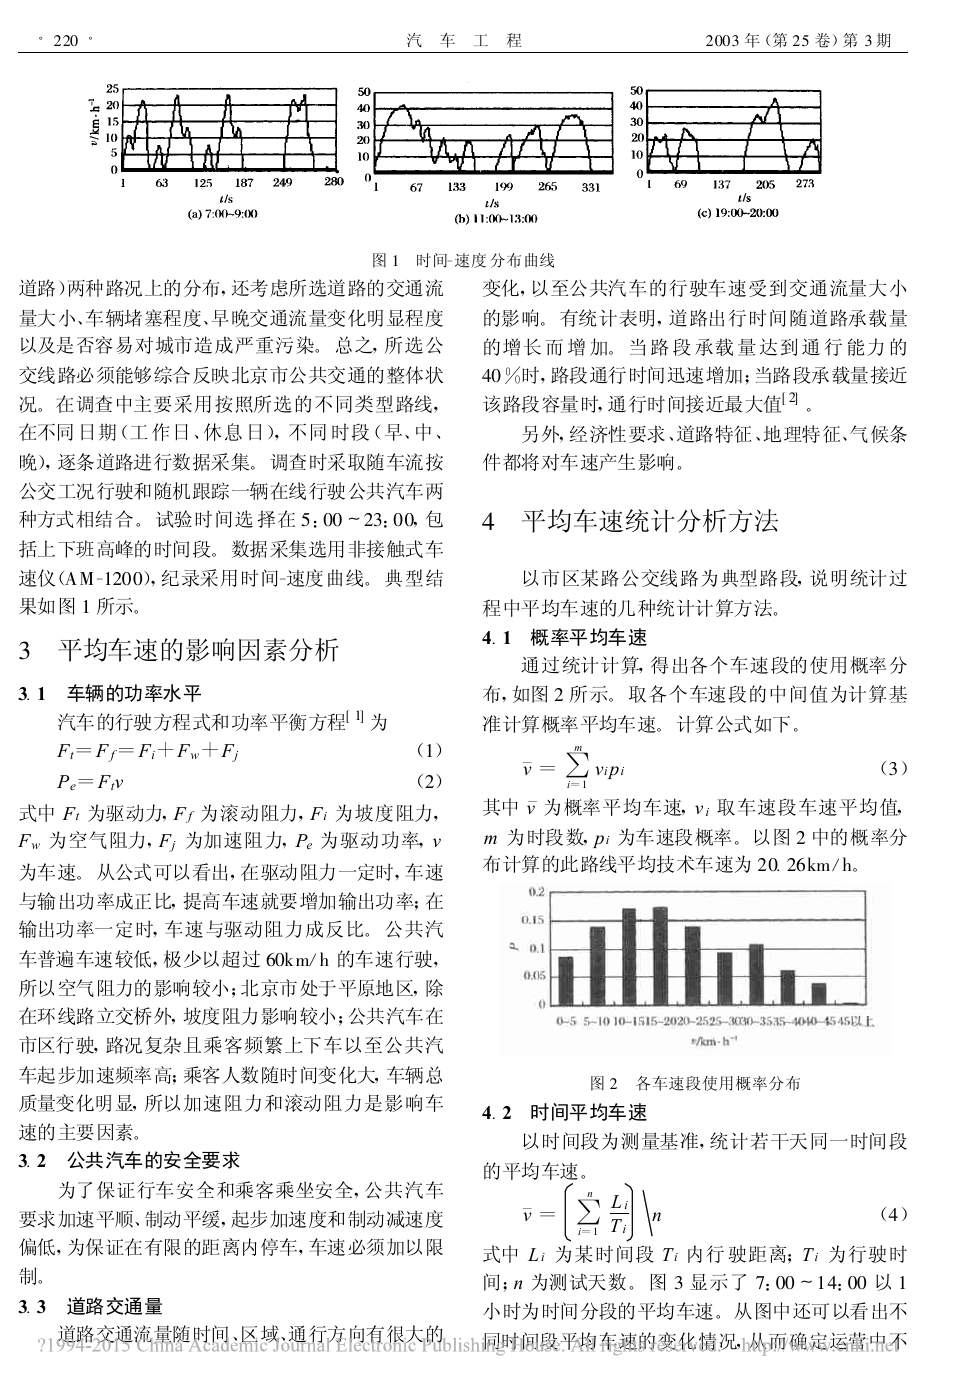 ° 220 °
汽 车 工 程
2003 年(第 25 卷)第 3 期
25
20
15
10
5
0
v/km·h⁻¹
1 63 125 187 249 280
t/s
(a) 7:00~9:00
50
40
30
20
10
0
1 67 133 199 265 331
t/s
(b) 11:00~13:00
50
40
30
20
10
0
1 69 137 205 273
t/s
(c) 19:00~20:00
图 1 时间-速度分布曲线
道路)两种路况上的分布,还考虑所选道路的交通流
量大小、车辆堵塞程度、早晚交通流量变化明显程度
以及是否容易对城市造成严重污染。总之,所选公
交线路必须能够综合反映北京市公共交通的整体状
况。在调查中主要采用按照所选的不同类型路线,
在不同日期(工作日、休息日),不同时段(早、中、
晚),逐条道路进行数据采集。调查时采取随车流按
公交工况行驶和随机跟踪一辆在线行驶公共汽车两
种方式相结合。试验时间选择在 5:00~23:00,包
括上下班高峰的时间段。数据采集选用非接触式车
速仪(AM-1200),纪录采用时间-速度曲线。典型结
果如图 1 所示。
3 平均车速的影响因素分析
3.1 车辆的功率水平
汽车的行驶方程式和功率平衡方程[1]为
Ft=Ff=Fi+Fw+Fj (1)
Pe=Ftv (2)
式中 Ft 为驱动力,Ff 为滚动阻力,Fi 为坡度阻力,
Fw 为空气阻力,Fj 为加速阻力,Pe 为驱动功率,v
为车速。从公式可以看出,在驱动阻力一定时,车速
与输出功率成正比,提高车速就要增加输出功率;在
输出功率一定时,车速与驱动阻力成反比。公共汽
车普遍车速较低,极少以超过 60km/h 的车速行驶,
所以空气阻力的影响较小;北京市处于平原地区,除
在环线路立交桥外,坡度阻力影响较小;公共汽车在
市区行驶,路况复杂且乘客频繁上下车以至公共汽
车起步加速频率高;乘客人数随时间变化大,车辆总
质量变化明显,所以加速阻力和滚动阻力是影响车
速的主要因素。
3.2 公共汽车的安全要求
为了保证行车安全和乘客乘坐安全,公共汽车
要求加速平顺、制动平缓,起步加速度和制动减速度
偏低,为保证在有限的距离内停车,车速必须加以限
制。
3.3 道路交通量
道路交通流量随时间、区域、通行方向有很大的
变化,以至公共汽车的行驶车速受到交通流量大小
的影响。有统计表明,道路出行时间随道路承载量
的增长而增加。当路段承载量达到通行能力的
40%时,路段通行时间迅速增加;当路段承载量接近
该路段容量时,通行时间接近最大值[2]。
另外,经济性要求、道路特征、地理特征、气候条
件都将对车速产生影响。
4 平均车速统计分析方法
以市区某路公交线路为典型路段,说明统计过
程中平均车速的几种统计计算方法。
4.1 概率平均车速
通过统计计算,得出各个车速段的使用概率分
布,如图 2 所示。取各个车速段的中间值为计算基
准计算概率平均车速。计算公式如下。
v̄ = ∑_{i=1}^{m} vipi (3)
其中 v̄ 为概率平均车速,vi 取车速段车速平均值,
m 为时段数,pi 为车速段概率。以图 2 中的概率分
布计算的此路线平均技术车速为 20.26km/h。
0.2
0.15
0.1
0.05
0
P
0~5 5~10 10~15 15~20 20~25 25~30 30~35 35~40 40~45 45以上
v/km·h⁻¹
图 2 各车速段使用概率分布
4.2 时间平均车速
以时间段为测量基准,统计若干天同一时间段
的平均车速。
v̄ = [∑_{i=1}^{n} Li/Ti]\n (4)
式中 Li 为某时间段 Ti 内行驶距离;Ti 为行驶时
间;n 为测试天数。图 3 显示了 7:00~14:00 以 1
小时为时间分段的平均车速。从图中还可以看出不
同时间段平均车速的变化情况,从而确定运营中不
?1994-2015 China Academic Journal Electronic Publishing House. All rights reserved. http://www.cnki.net